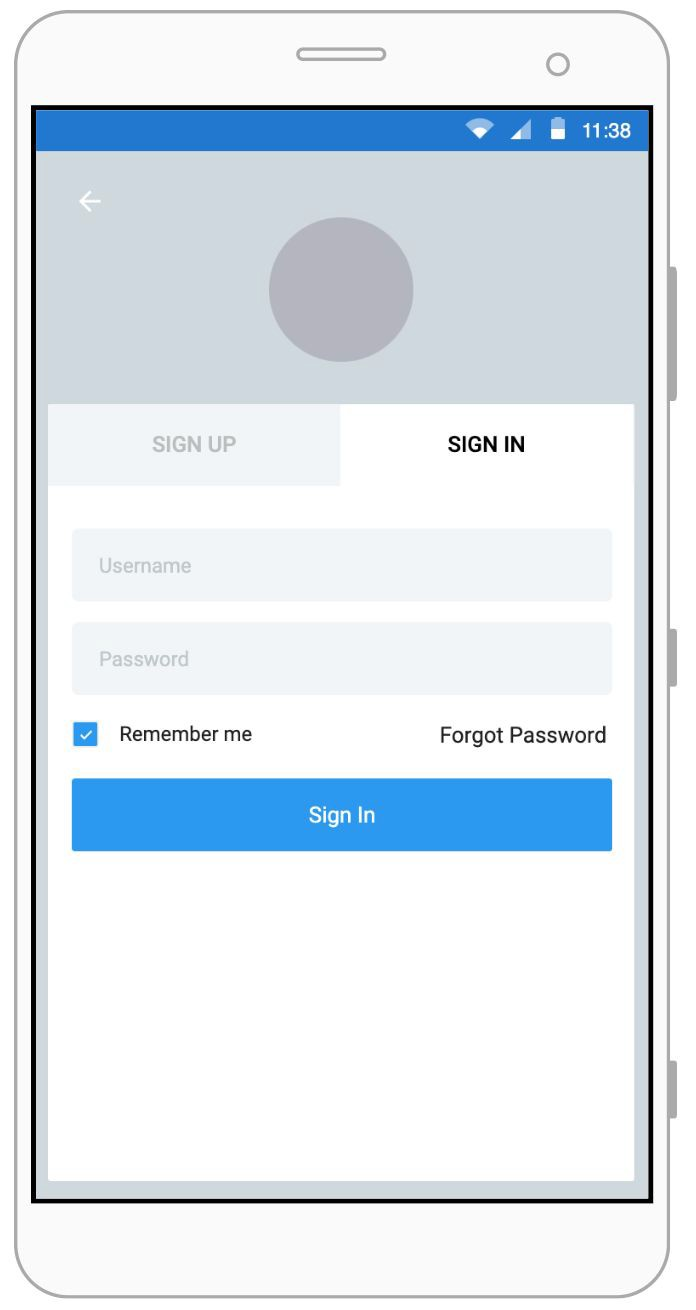 11:38
SIGN UP SIGN IN
Username
Password
Remember me Forgot Password
Sign In